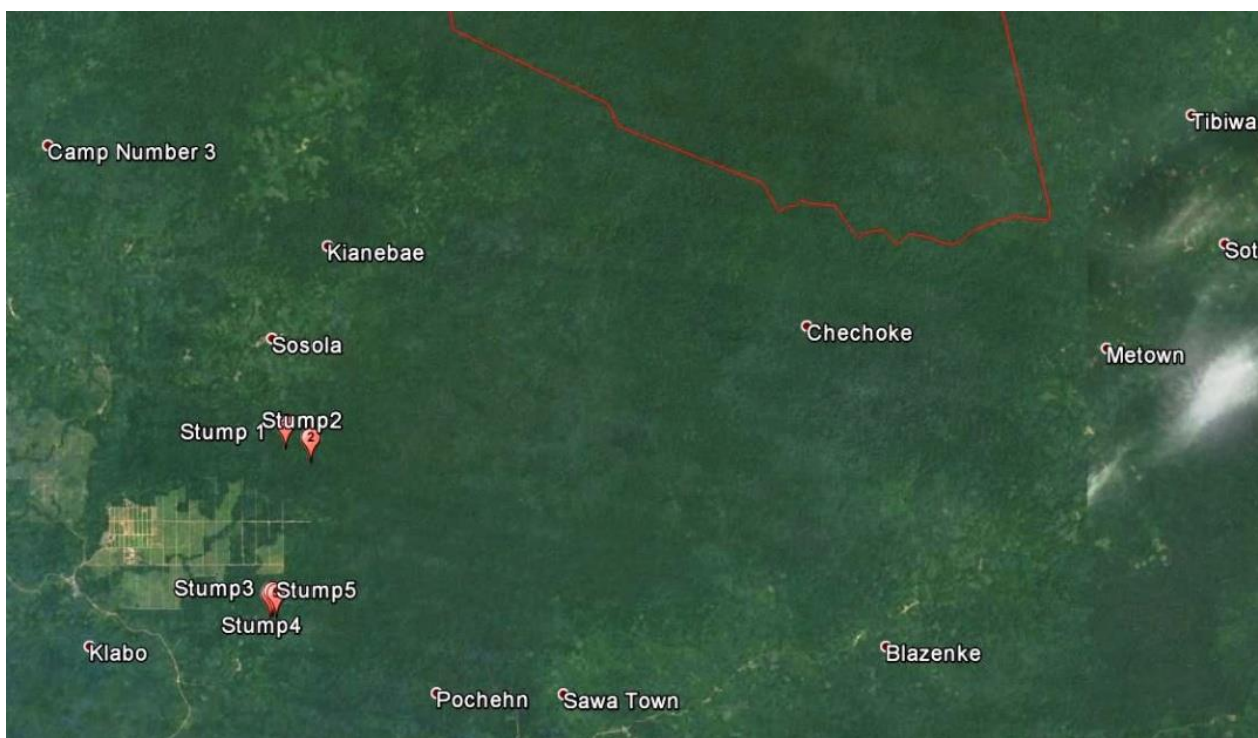 Tibiwa
Camp Number 3
Kianebae
Sot
Chechoke
Sosola
Metown
Stump2
Stump 1
2
Stump3
Stump5
Stump4
Klabo
Blazenke
Pochehn
Sawa Town